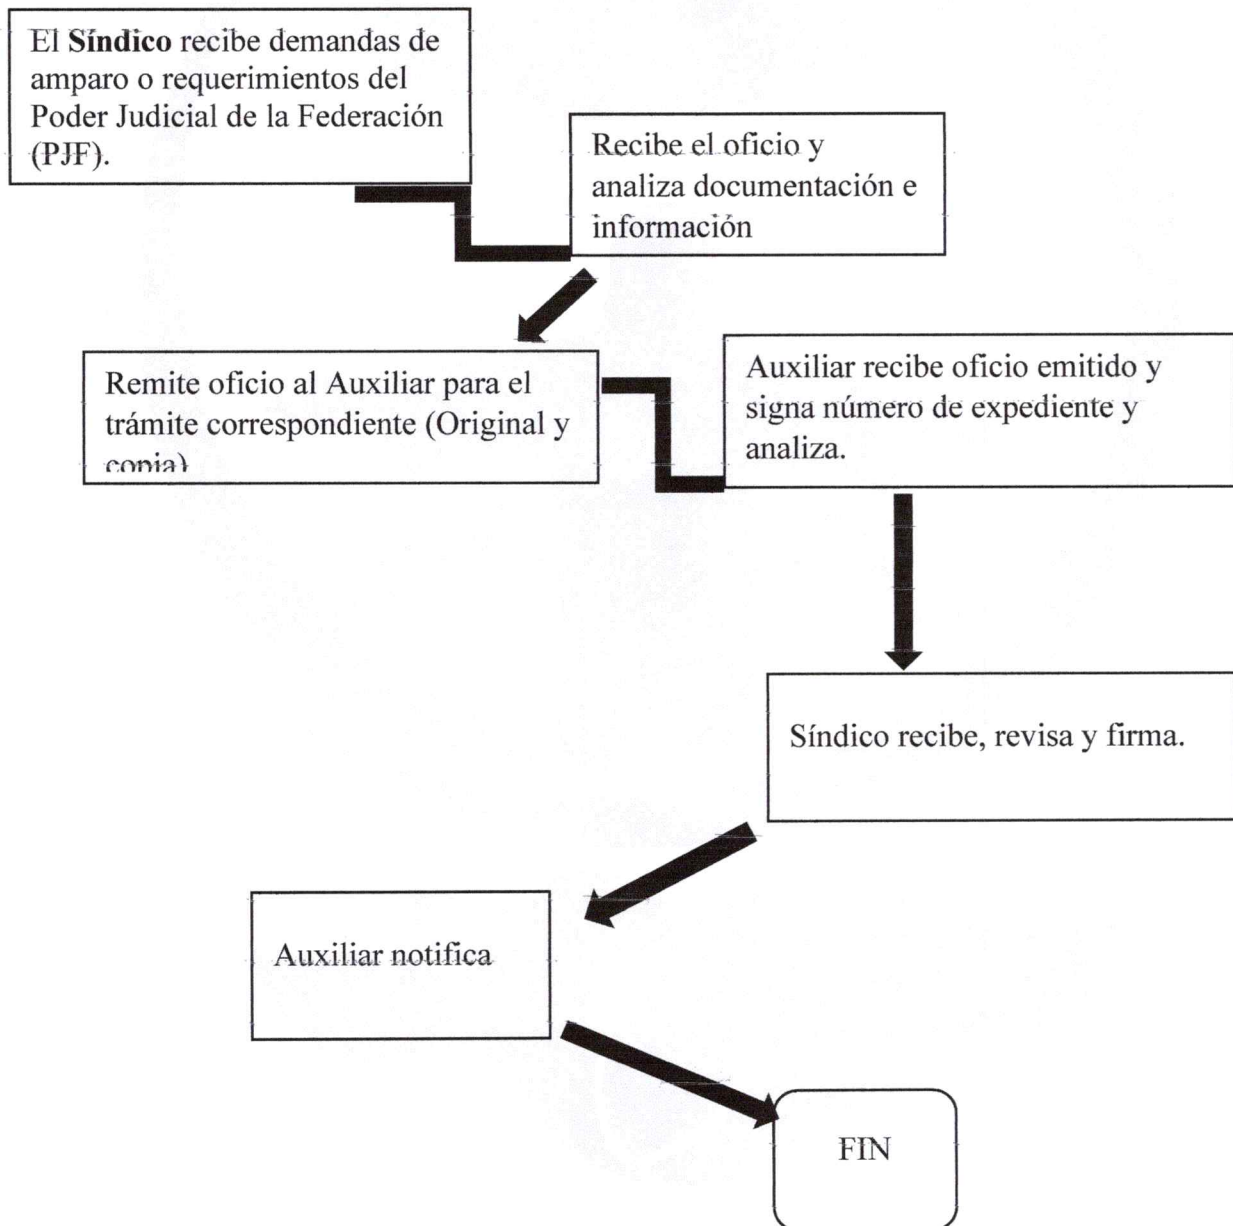 El Síndico recibe demandas de
amparo o requerimientos del
Poder Judicial de la Federación
(PJF).
Recibe el oficio y
analiza documentación e
información
Remite oficio al Auxiliar para el
trámite correspondiente (Original y
copia)
Auxiliar recibe oficio emitido y
signa número de expediente y
analiza.
Síndico recibe, revisa y firma.
Auxiliar notifica
FIN